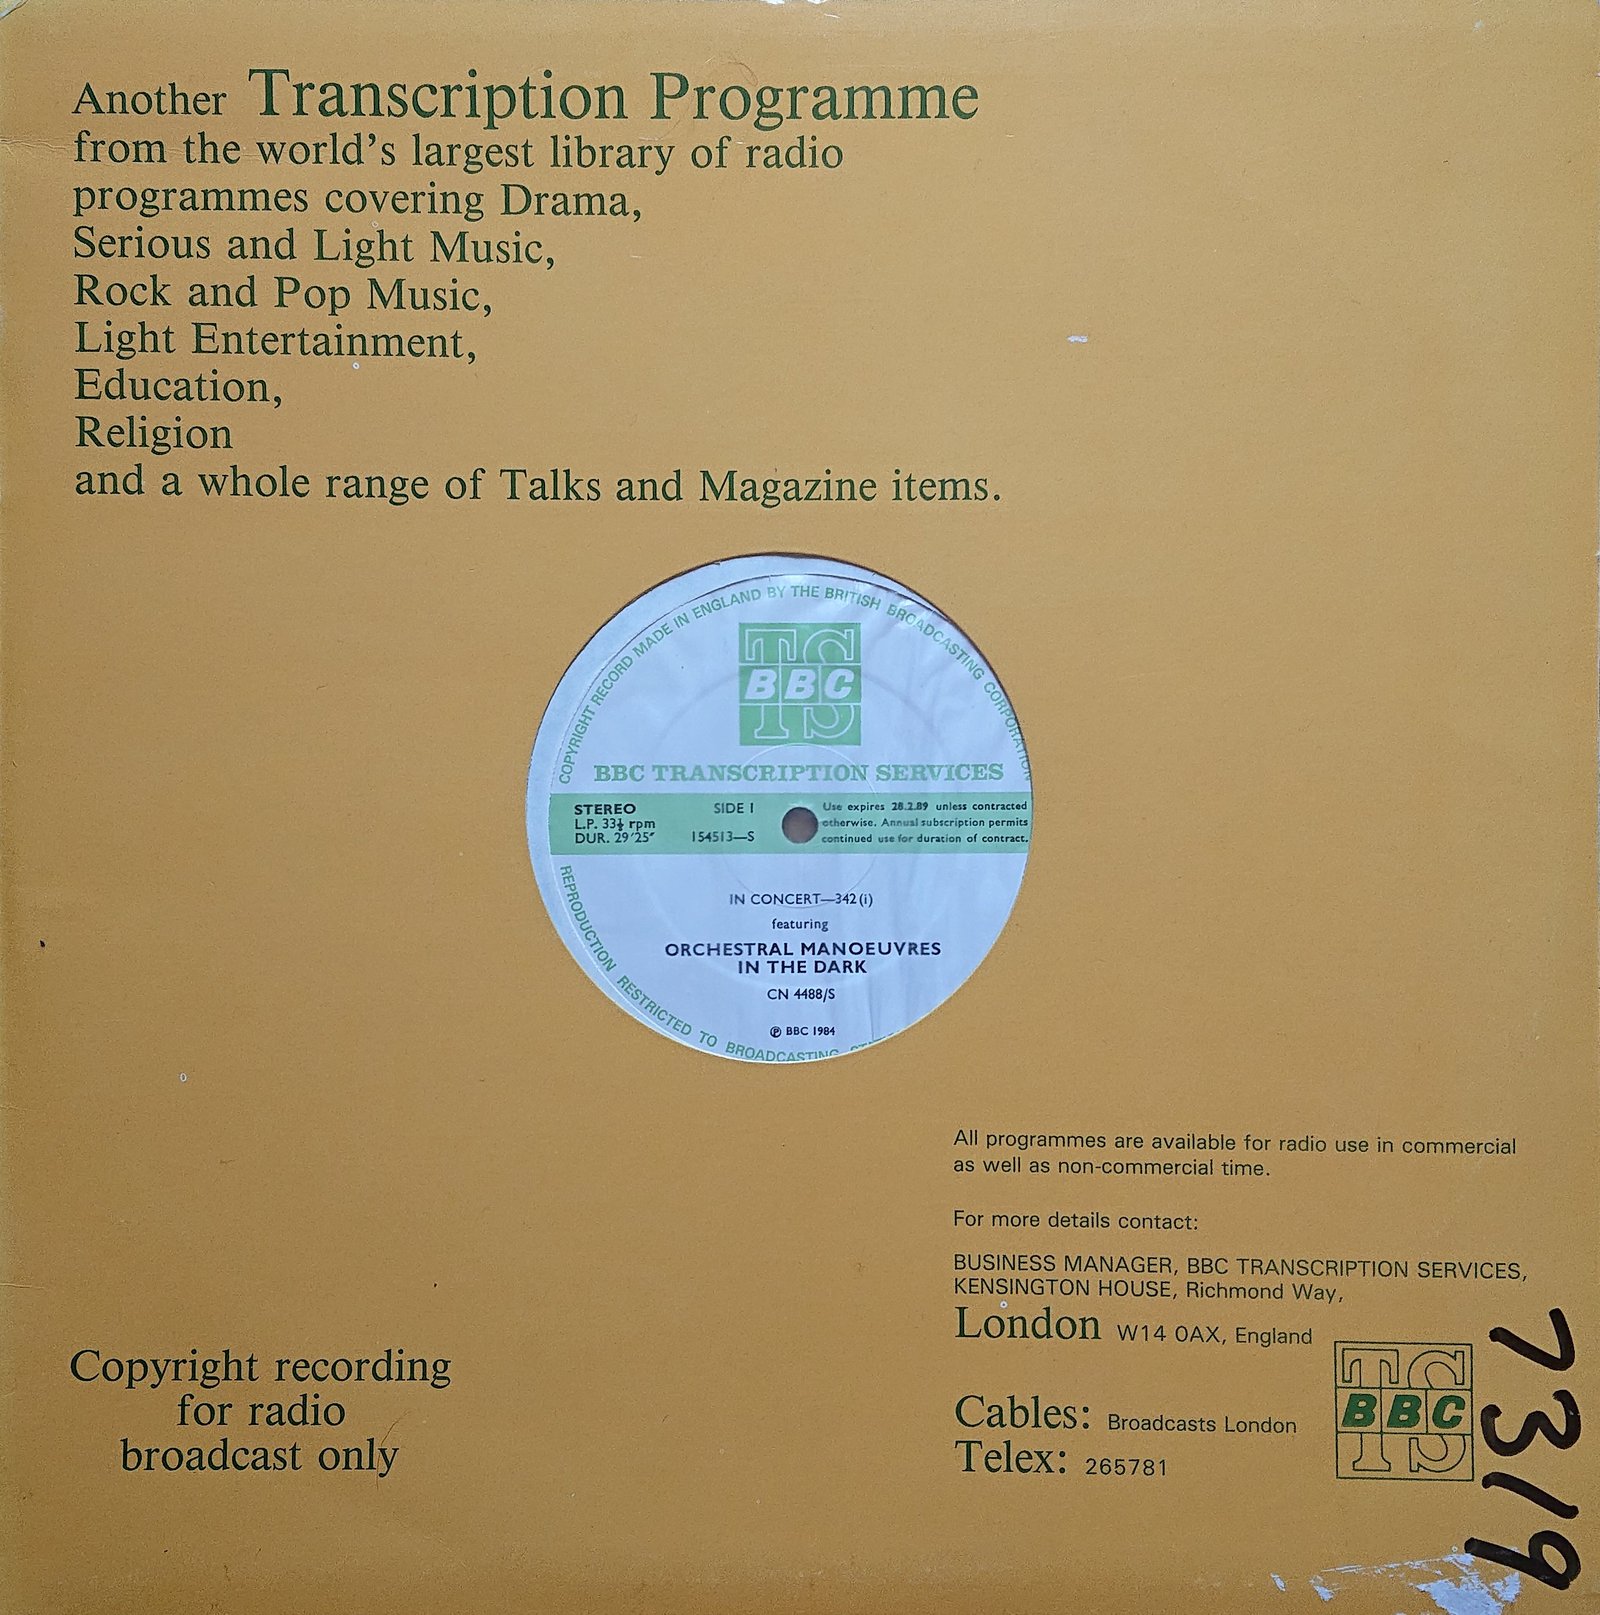 Another Transcription Programme
from the world's largest library of radio
programmes covering Drama,
Serious and Light Music,
Rock and Pop Music,
Light Entertainment,
Education,
Religion
and a whole range of Talks and Magazine items.
COPYRIGHT RECORD MADE IN ENGLAND BY THE BRITISH BROADCASTING CORPORATION
TS
BBC
TS
BBC TRANSCRIPTION SERVICES
STEREO
SIDE 1
L.P. 33⅓ rpm
DUR. 29'25"
154513—S
Use expires 28.2.89 unless contracted
otherwise. Annual subscription permits
continued use for duration of contract.
IN CONCERT—342(i)
featuring
ORCHESTRAL MANOEUVRES
IN THE DARK
CN 4488/S
℗ BBC 1984
REPRODUCTION RESTRICTED TO BROADCASTING
All programmes are available for radio use in commercial
as well as non-commercial time.
For more details contact:
BUSINESS MANAGER, BBC TRANSCRIPTION SERVICES,
KENSINGTON HOUSE, Richmond Way,
London W14 0AX, England
Cables: Broadcasts London
Telex: 265781
TS
BBC
TS
7319
Copyright recording
for radio
broadcast only